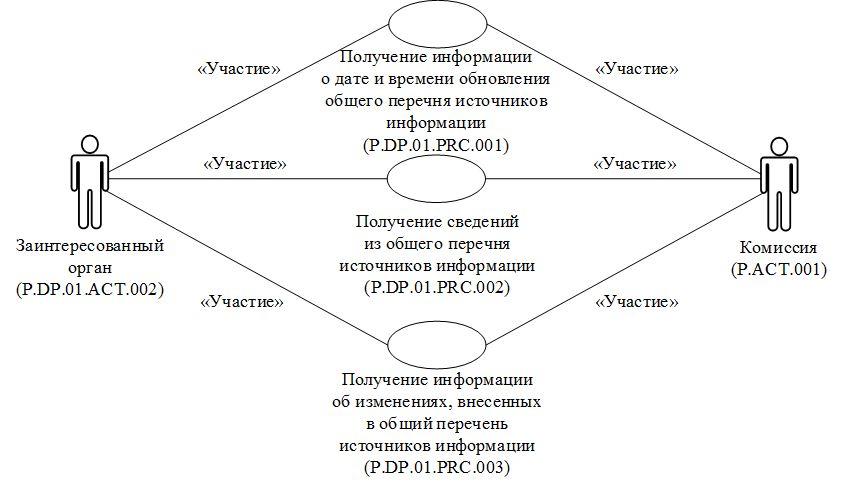 «Участие»
«Участие»
Получение информации
о дате и времени обновления
общего перечня источников
информации
(P.DP.01.PRC.001)
«Участие»
«Участие»
Заинтересованный
орган
(P.DP.01.ACT.002)
Получение сведений
из общего перечня
источников информации
(P.DP.01.PRC.002)
Комиссия
(P.ACT.001)
«Участие»
«Участие»
Получение информации
об изменениях, внесенных
в общий перечень
источников информации
(P.DP.01.PRC.003)